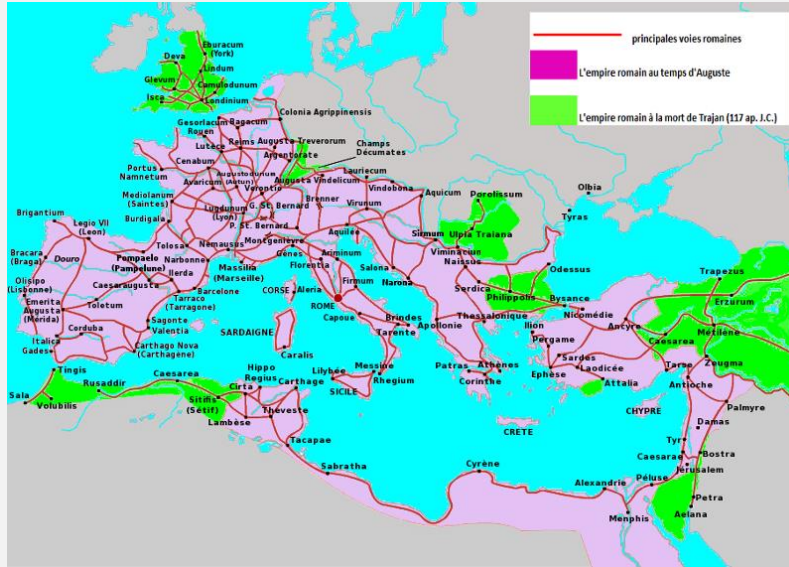 principales voies romaines
L'empire romain au temps d'Auguste
L'empire romain à la mort de Trajan (117 ap. J.C.)
Eburacum
(York)
Deva
Lindum
Glevum
Camulodunum
Isca
Londinium
Colonia Agrippinensis
Gesoriacum
Bagacum
Rouen
Reims
Augusta Treverorum
Lutèce
Argentorate
Champs
Décumates
Cenabum
Lauriecum
Portus
Namnetum
Augustodunum
(Autun)
Augusta Vindelicum
Vindobona
Avaricum
Vesontio
Aquicum
Porolissum
Olbia
Mediolanum
(Saintes)
Brenner
Virunum
G. St. Bernard
Tyras
Lugdunum
(Lyon)
Brigantium
Burdigala
P. St. Bernard
Aquilée
Ulpia Traiana
Legio VII
(Leon)
Sirmum
Montgenèvre
Viminacium
Tolosa
Nemausus
Gènes
Ariminum
Naissus
Odessus
Bracara
(Braga)
Douro
Pompaelo
(Pampelune)
Narbonne
Massilia
(Marseille)
Florentia
Salona
Trapezus
Ilerda
Firmum
Narona
Serdica
Olisipo
(Lisbonne)
Caesaraugusta
Barcelone
CORSE
Aleria
Philippolis
Bysance
Erzurum
Emerita
Augusta
(Merida)
Toletum
Tarraco
(Tarragone)
ROME
Nicomédie
Capoue
Brindes
Thessalonique
Ilion
Ancyre
Mètilène
Sagonte
Valentia
SARDAIGNE
Tarente
Apollonie
Pergame
Caesarea
Italica
Corduba
Sardes
Zeugma
Gades
Carthago Nova
(Carthagène)
Caralis
Messine
Patras
Athènes
Laodicée
Tarse
Hippo
Regius
Lilybée
Rhegium
Ephèse
Antioche
Tingis
Caesarea
Cirta
Carthage
SICILE
Corinthe
Attalia
Rusaddir
Sala
Volubilis
Sitifis
(Sétif)
Palmyre
CHYPRE
Lambèse
Théveste
CRETE
Damas
Tacapae
Tyr
Caesarae
Bostra
Cyrène
Jérusalem
Sabratha
Alexandrie
Péluse
Petra
Memphis
Aelana